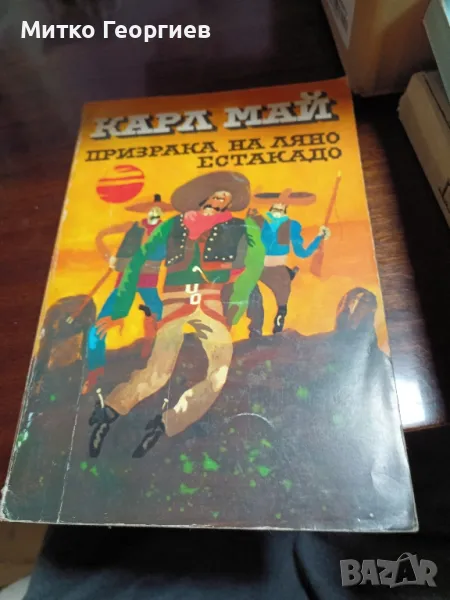 Митко Георгиев
КАРЛ МАЙ
ПРИЗРАКА НА ЛЯНО
ЕСТАКАДО
BAZAR